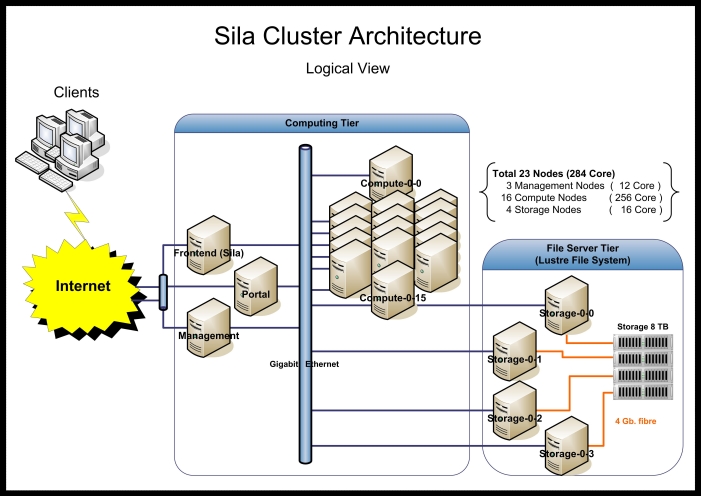 Sila Cluster Architecture
Logical View
Clients
Computing Tier
Compute-0-0
Total 23 Nodes (284 Core)
3 Management Nodes ( 12 Core )
16 Compute Nodes ( 256 Core )
4 Storage Nodes ( 16 Core )
Frontend (Sila)
File Server Tier
(Lustre File System)
Internet
Portal
Compute-0-15
Storage-0-0
Management
Storage 8 TB
Gigabit Ethernet
Storage-0-1
Storage-0-2
4 Gb. fibre
Storage-0-3